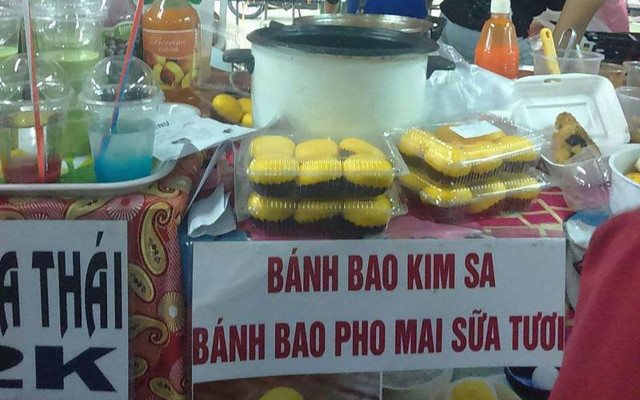 BÁNH BAO KIM SA
BÁNH BAO PHO MAI SỮA TƯƠI
THÁI
2K